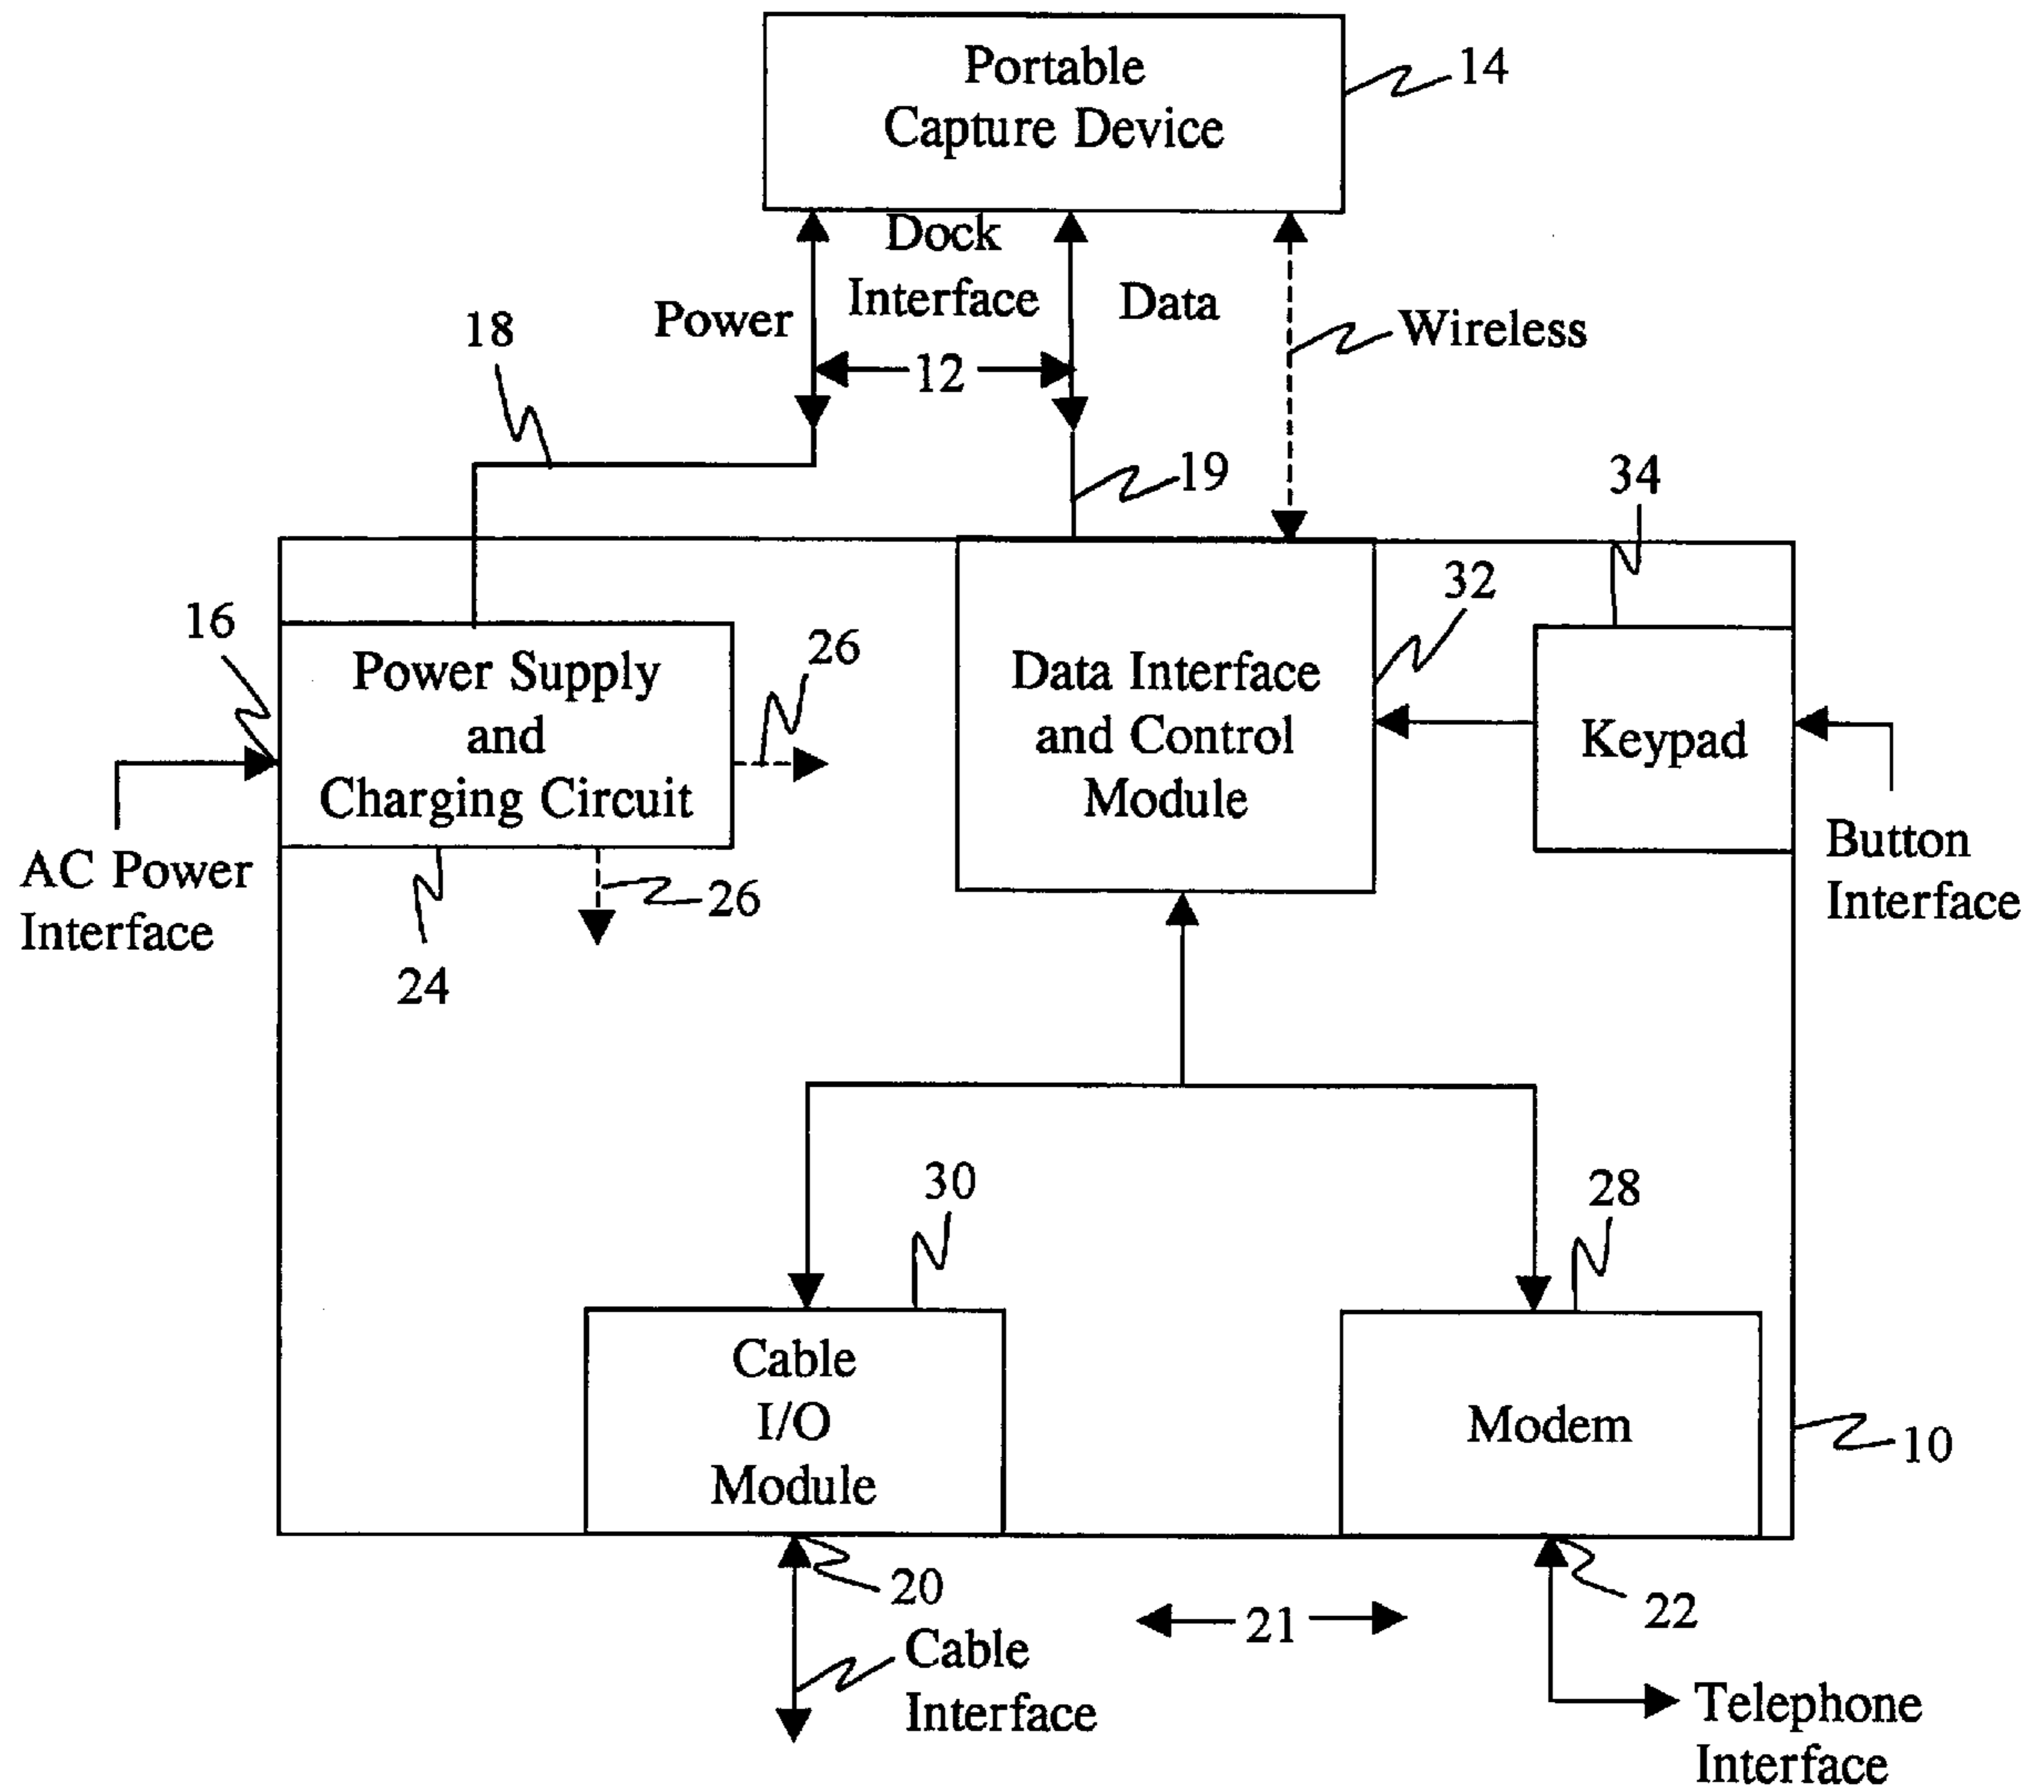 Portable
Capture Device
14
Dock
Interface
Power
Data
Wireless
12
18
19
34
16
32
26
Power Supply
and
Charging Circuit
Data Interface
and Control
Module
Keypad
AC Power
Interface
Button
Interface
26
24
30
28
Cable
I/O
Module
Modem
10
20
21
22
Cable
Interface
Telephone
Interface